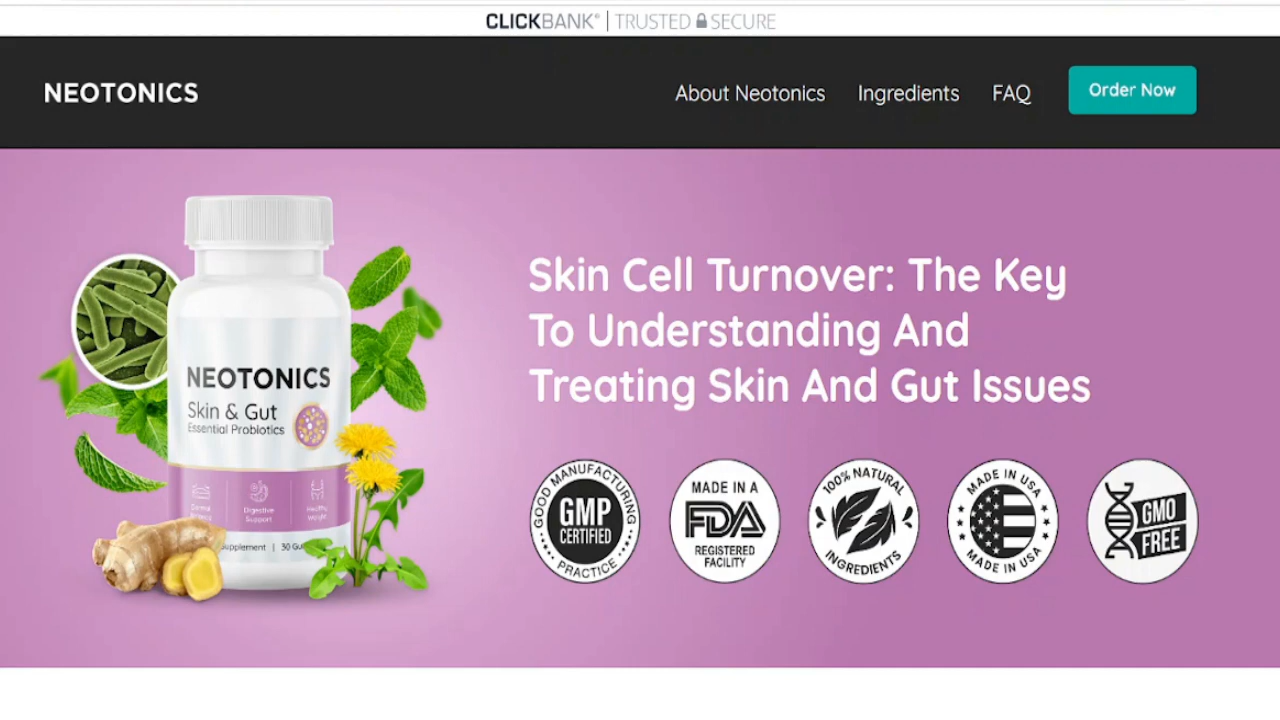 CLICKBANK® | TRUSTED SECURE
NEOTONICS
About Neotonics
Ingredients
FAQ
Order Now
Skin Cell Turnover: The Key
To Understanding And
Treating Skin And Gut Issues
NEOTONICS
Skin & Gut
Essential Probiotics
Digestive
Support
Healthy
Weight
GOOD MANUFACTURING
GMP
CERTIFIED
PRACTICE
MADE IN A
FDA
REGISTERED
FACILITY
100% NATURAL
INGREDIENTS
MADE IN USA
MADE IN USA
GMO
FREE